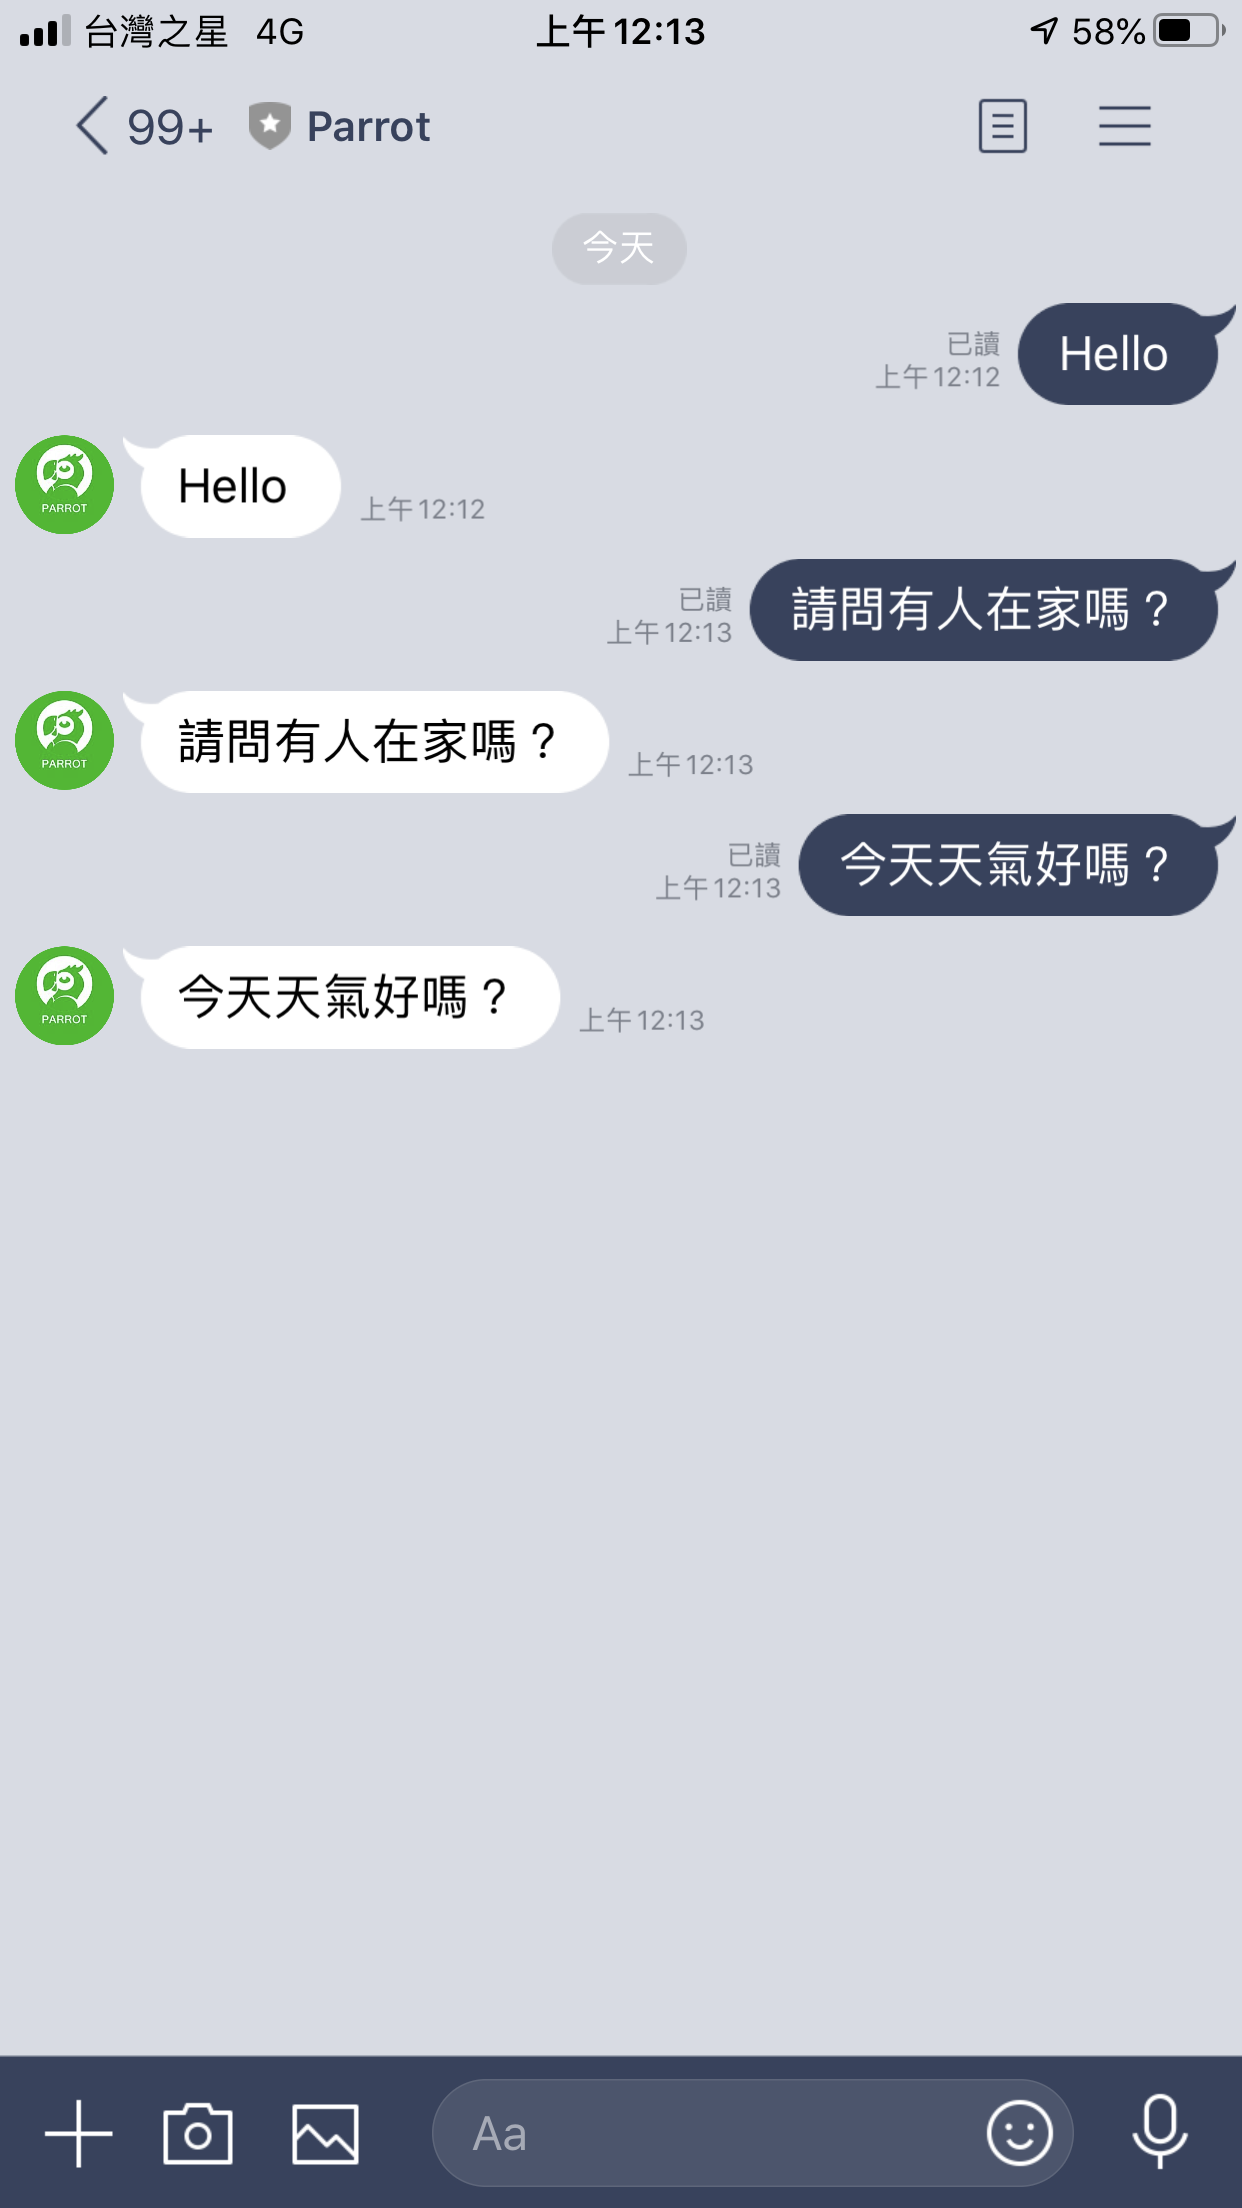 台灣之星 4G 上午12:13 58%
99+ Parrot
今天
已讀
上午12:12
Hello
PARROT
Hello
上午12:12
已讀
上午12:13
請問有人在家嗎？
PARROT
請問有人在家嗎？
上午12:13
已讀
上午12:13
今天天氣好嗎？
PARROT
今天天氣好嗎？
上午12:13
Aa